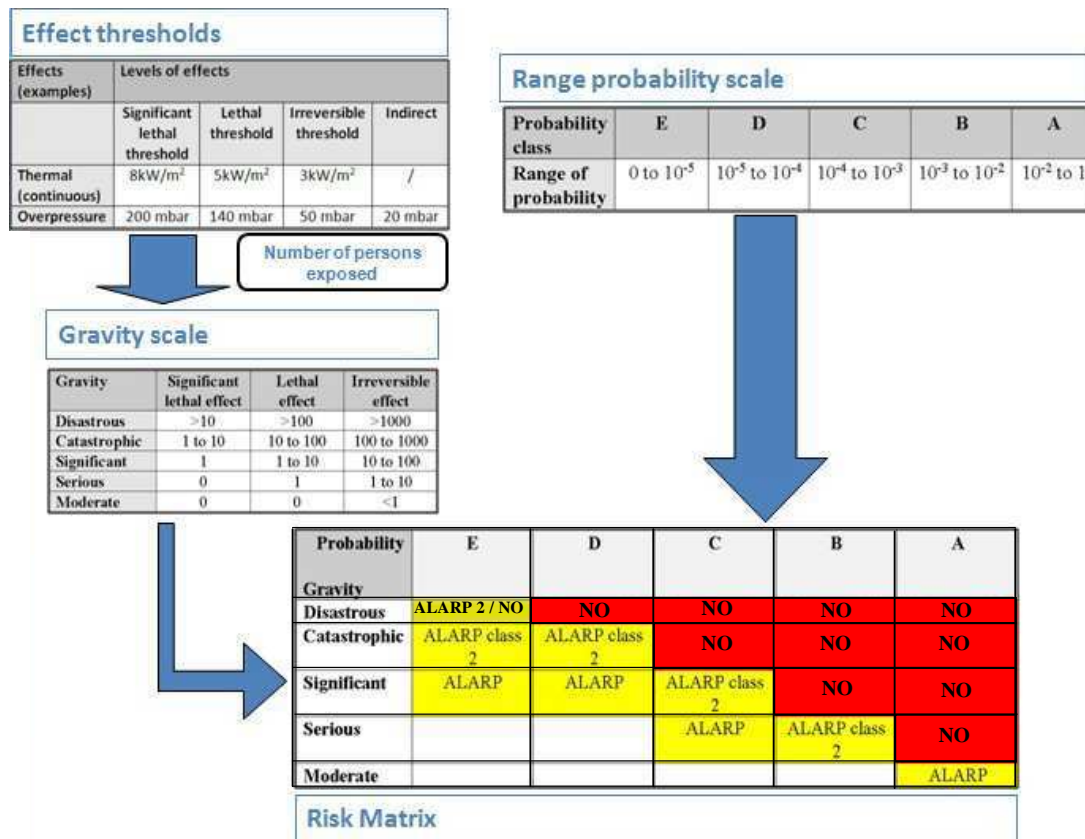 Effect thresholds
Effects (examples) Levels of effects
Significant lethal threshold Lethal threshold Irreversible threshold Indirect
Thermal (continuous) 8kW/m² 5kW/m² 3kW/m² /
Overpressure 200 mbar 140 mbar 50 mbar 20 mbar
Number of persons
exposed
Range probability scale
Probability class E D C B A
Range of probability 0 to 10⁻⁵ 10⁻⁵ to 10⁻⁴ 10⁻⁴ to 10⁻³ 10⁻³ to 10⁻² 10⁻² to 1
Gravity scale
Gravity Significant lethal effect Lethal effect Irreversible effect
Disastrous >10 >100 >1000
Catastrophic 1 to 10 10 to 100 100 to 1000
Significant 1 1 to 10 10 to 100
Serious 0 1 1 to 10
Moderate 0 0 <1
Probability E D C B A
Gravity
Disastrous ALARP 2 / NO NO NO NO NO
Catastrophic ALARP class 2 ALARP class 2 NO NO NO
Significant ALARP ALARP ALARP class 2 NO NO
Serious ALARP ALARP class 2 NO
Moderate ALARP
Risk Matrix